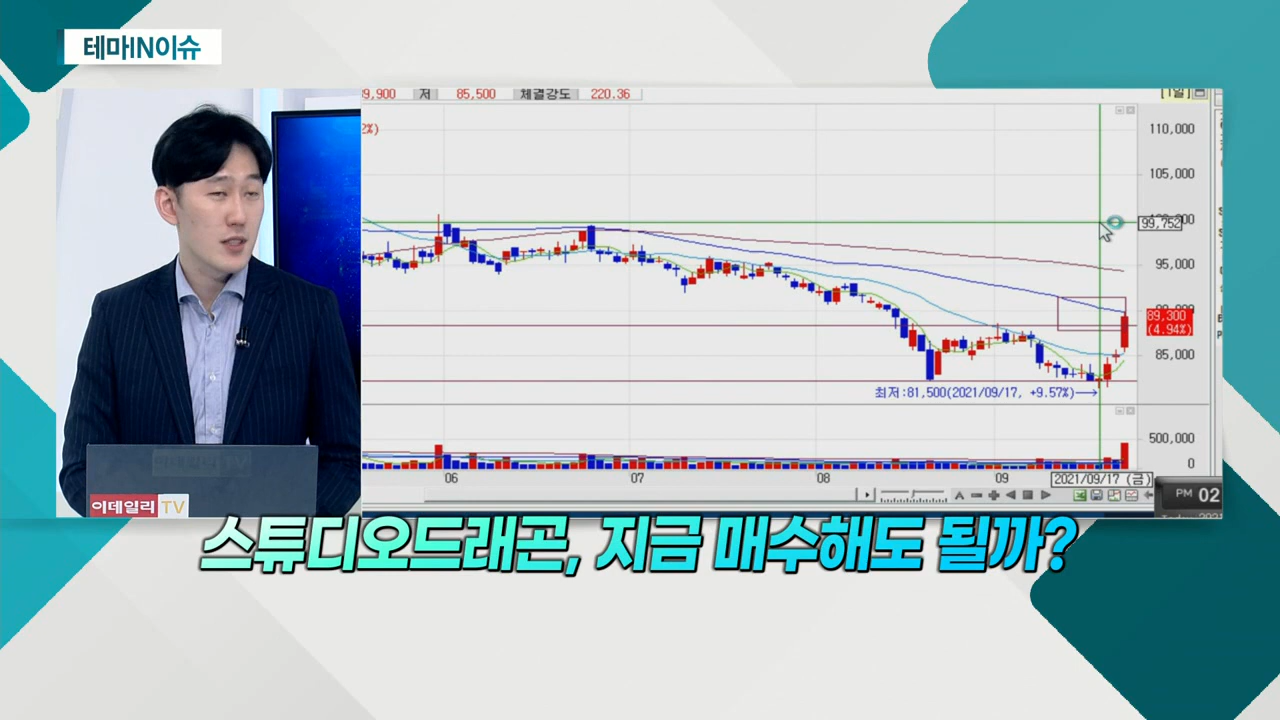 테마IN이슈
89,900 저 85,500 체결강도 220.36 [1일]
2%)
110,000
105,000
99,752
95,000
89,300
(4.94%)
85,000
최저:81,500(2021/09/17, +9.57%)
500,000
0
06 07 08 09 2021/09/17 (금)
PM 02
이데일리 TV
스튜디오드래곤, 지금 매수해도 될까?